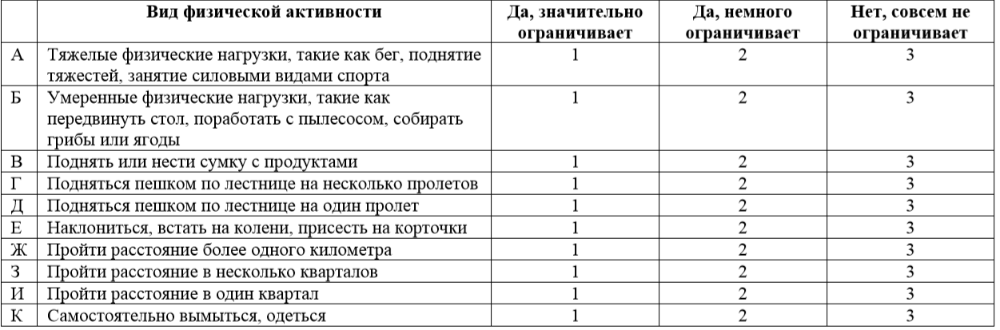 Вид физической активности Да, значительно ограничивает Да, немного ограничивает Нет, совсем не ограничивает
А Тяжелые физические нагрузки, такие как бег, поднятие 1 2 3
тяжестей, занятие силовыми видами спорта
Б Умеренные физические нагрузки, такие как 1 2 3
передвинуть стол, поработать с пылесосом, собирать
грибы или ягоды
В Поднять или нести сумку с продуктами 1 2 3
Г Подняться пешком по лестнице на несколько пролетов 1 2 3
Д Подняться пешком по лестнице на один пролет 1 2 3
Е Наклониться, встать на колени, присесть на корточки 1 2 3
Ж Пройти расстояние более одного километра 1 2 3
З Пройти расстояние в несколько кварталов 1 2 3
И Пройти расстояние в один квартал 1 2 3
К Самостоятельно вымыться, одеться 1 2 3